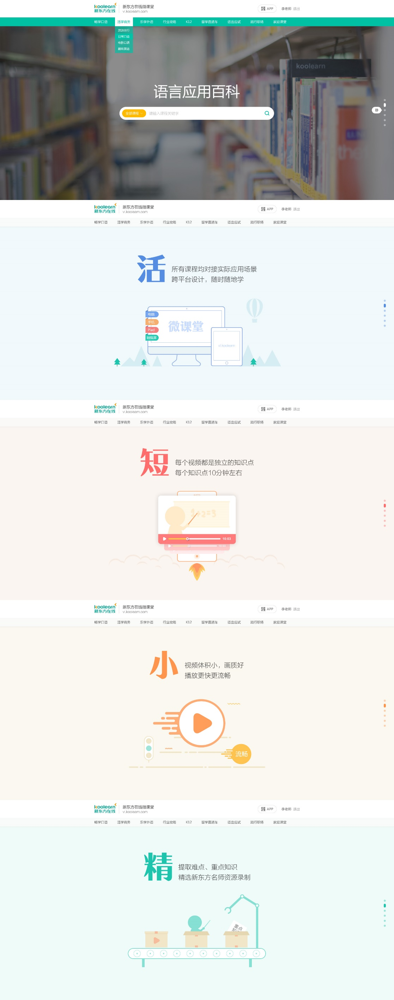 koolearn
新东方在线
新东方在线微课堂
vl.koolearn.com
APP
李老师 退出
畅学口语 活学商务 乐学外语 行业攻略 K12 留学直通车 语言应试 践行职场 家庭课堂
旅游出行
日常口语
电影口语
趣味英语
koolearn
语言应用百科
全部课程 请输入课程关键字
静
the
koolearn
新东方在线
新东方在线微课堂
vl.koolearn.com
APP
李老师 退出
畅学口语 活学商务 乐学外语 行业攻略 K12 留学直通车 语言应试 践行职场 家庭课堂
活
所有课程均对接实际应用场景
跨平台设计，随时随地学
电脑
手机
Piad
触摸屏
微课堂
vl.koolearn
koolearn
新东方在线
新东方在线微课堂
vl.koolearn.com
APP
李老师 退出
畅学口语 活学商务 乐学外语 行业攻略 K12 留学直通车 语言应试 践行职场 家庭课堂
短
每个视频都是独立的知识点
每个知识点10分钟左右
1+2=3
10:03
10:03
koolearn
新东方在线
新东方在线微课堂
vl.koolearn.com
APP
李老师 退出
畅学口语 活学商务 乐学外语 行业攻略 K12 留学直通车 语言应试 践行职场 家庭课堂
小
视频体积小，画质好
播放更快更流畅
流畅
koolearn
新东方在线
新东方在线微课堂
vl.koolearn.com
APP
李老师 退出
畅学口语 活学商务 乐学外语 行业攻略 K12 留学直通车 语言应试 践行职场 家庭课堂
精
提取难点、重点知识
精选新东方名师资源录制
重点
知